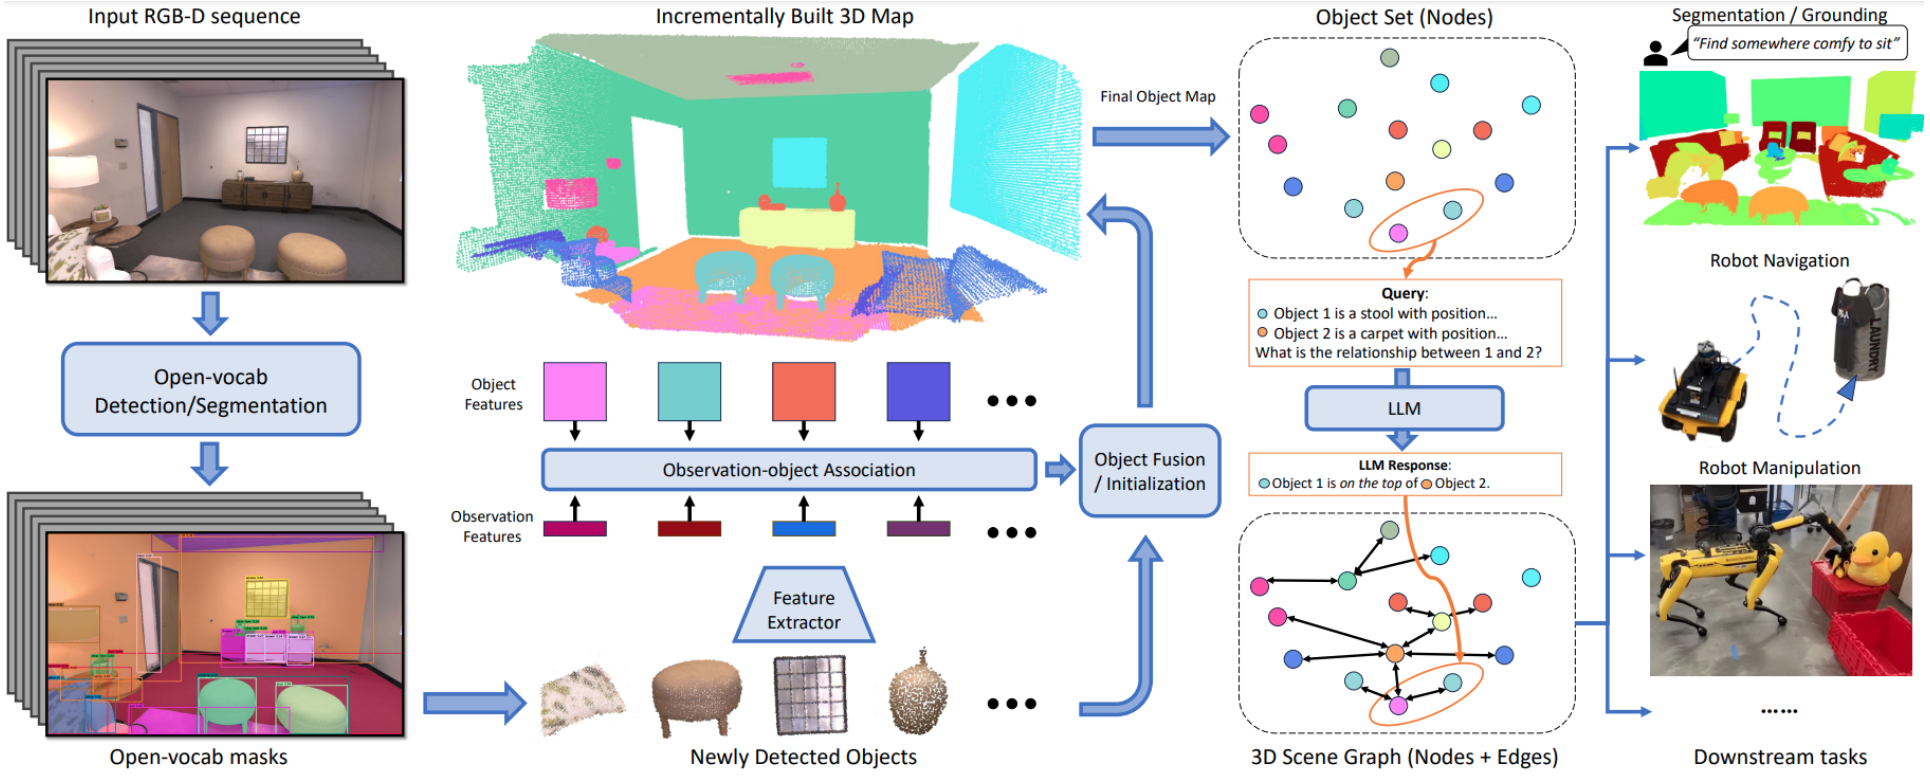 Input RGB-D sequence
Open-vocab
Detection/Segmentation
Open-vocab masks
Incrementally Built 3D Map
Object
Features
Observation-object Association
Observation
Features
Feature
Extractor
Newly Detected Objects
Object Fusion
/ Initialization
Final Object Map
Object Set (Nodes)
Query:
Object 1 is a stool with position...
Object 2 is a carpet with position...
What is the relationship between 1 and 2?
LLM
LLM Response:
Object 1 is on the top of Object 2.
3D Scene Graph (Nodes + Edges)
Segmentation / Grounding
“Find somewhere comfy to sit”
Robot Navigation
LAUNDRY
Robot Manipulation
......
Downstream tasks